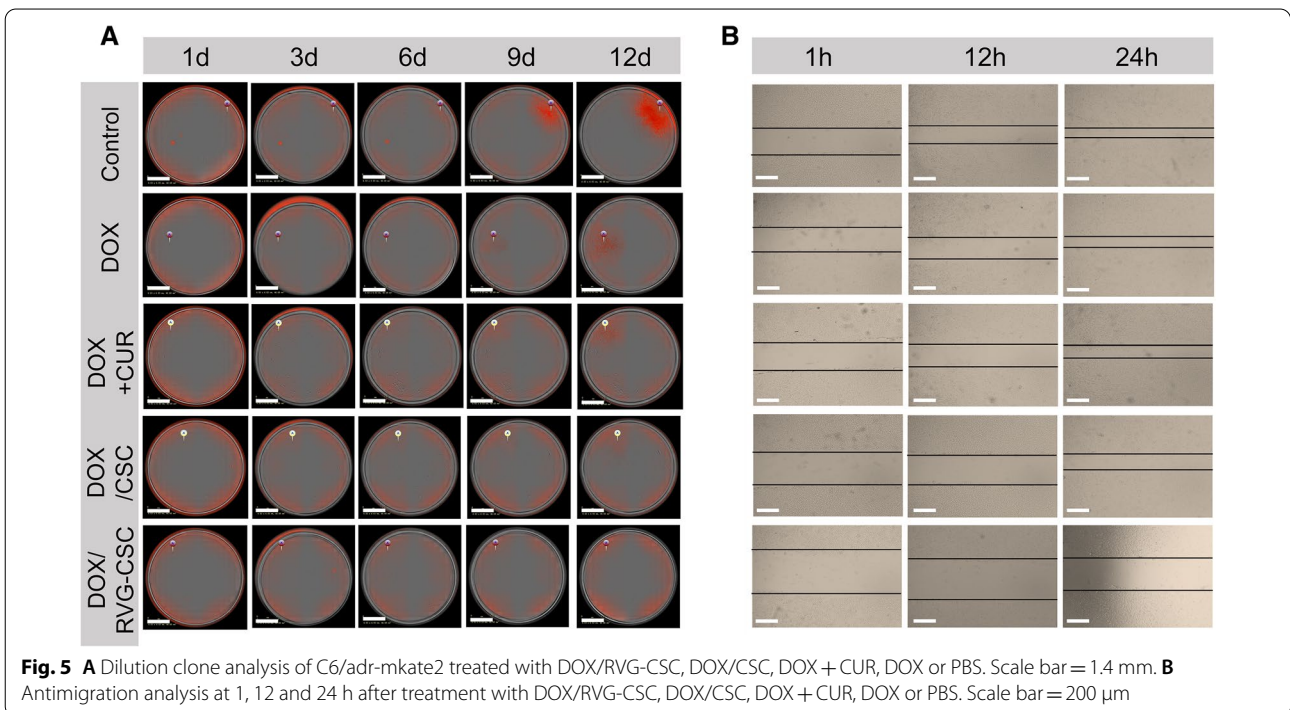 A
B
1d 3d 6d 9d 12d
1h 12h 24h
Control
DOX
DOX
+CUR
DOX
/CSC
DOX/
RVG-CSC
Fig. 5 A Dilution clone analysis of C6/adr-mkate2 treated with DOX/RVG-CSC, DOX/CSC, DOX + CUR, DOX or PBS. Scale bar = 1.4 mm. B
Antimigration analysis at 1, 12 and 24 h after treatment with DOX/RVG-CSC, DOX/CSC, DOX + CUR, DOX or PBS. Scale bar = 200 μm